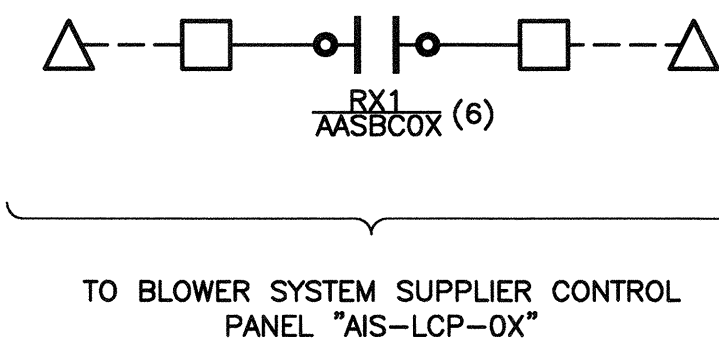 RX1
AASBC0X (6)
TO BLOWER SYSTEM SUPPLIER CONTROL
PANEL "AIS-LCP-0X"